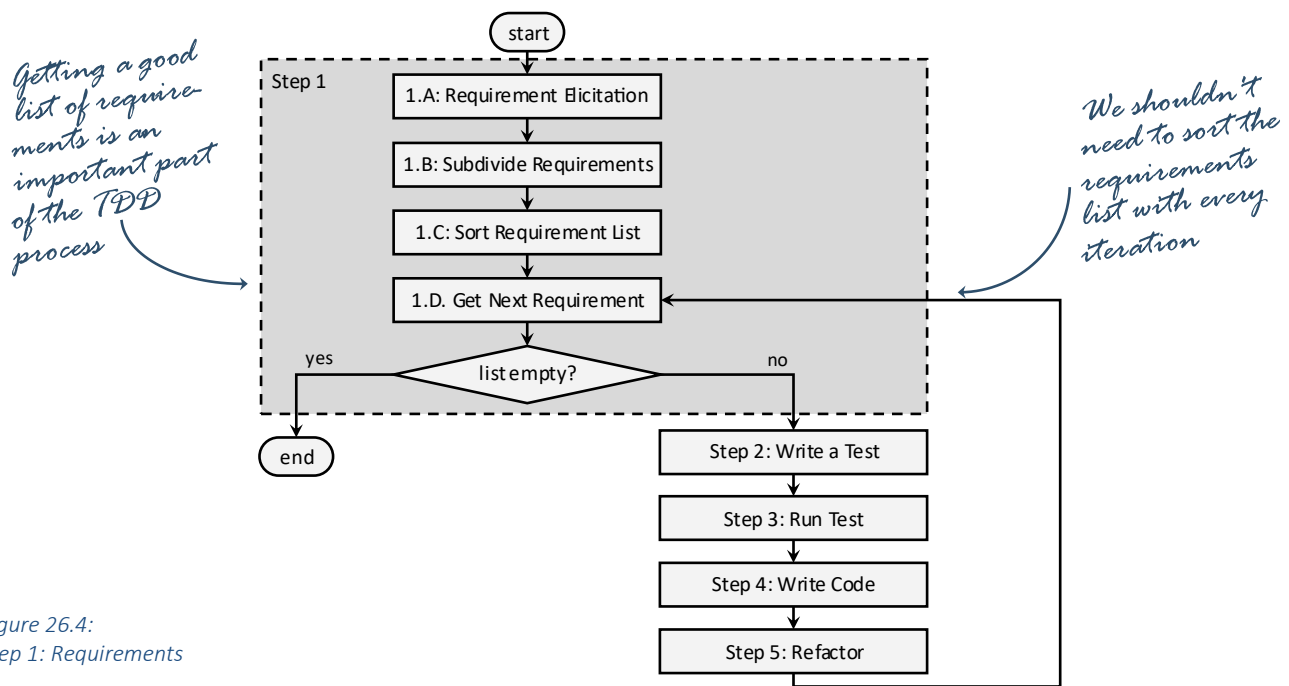 start
Getting a good
list of require-
ments is an
important part
of the TDD
process
Step 1
1.A: Requirement Elicitation
1.B: Subdivide Requirements
1.C: Sort Requirement List
1.D. Get Next Requirement
We shouldn't
need to sort the
requirements
list with every
iteration
yes
list empty?
no
end
Step 2: Write a Test
Step 3: Run Test
Step 4: Write Code
Step 5: Refactor
gure 26.4:
ep 1: Requirements